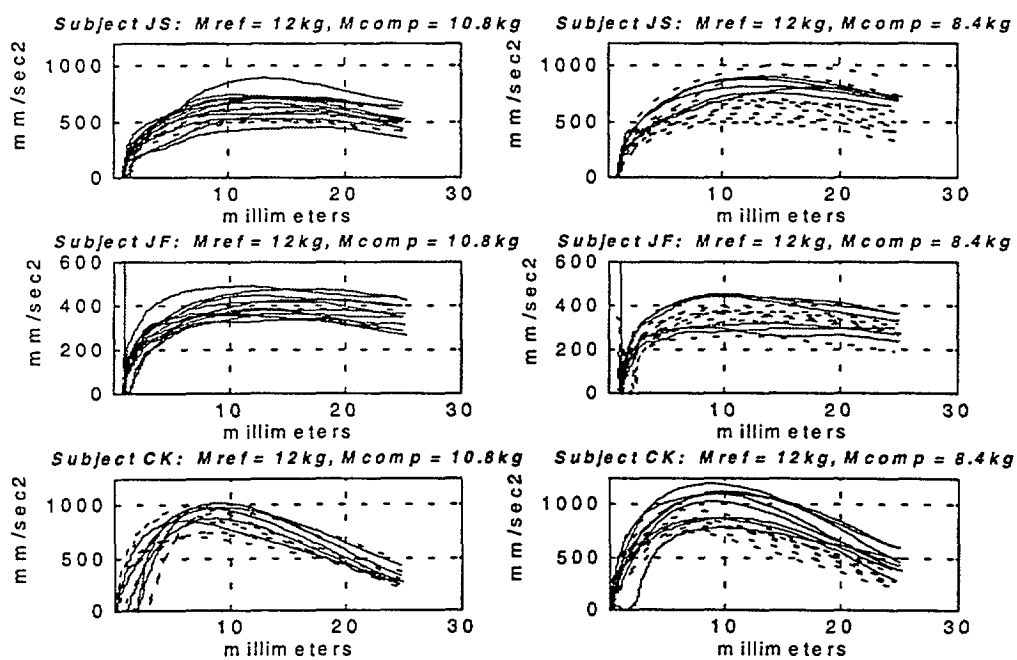 Subject JS: Mref = 12kg, Mcomp = 10.8kg
mm/sec2
1000
500
0
10
20
30
millimeters
Subject JS: Mref = 12kg, Mcomp = 8.4kg
mm/sec2
1000
500
0
10
20
30
millimeters
Subject JF: Mref = 12kg, Mcomp = 10.8kg
mm/sec2
600
400
200
0
10
20
30
millimeters
Subject JF: Mref = 12kg, Mcomp = 8.4kg
mm/sec2
600
400
200
0
10
20
30
millimeters
Subject CK: Mref = 12kg, Mcomp = 10.8kg
mm/sec2
1000
500
0
10
20
30
millimeters
Subject CK: Mref = 12kg, Mcomp = 8.4kg
mm/sec2
1000
500
0
10
20
30
millimeters